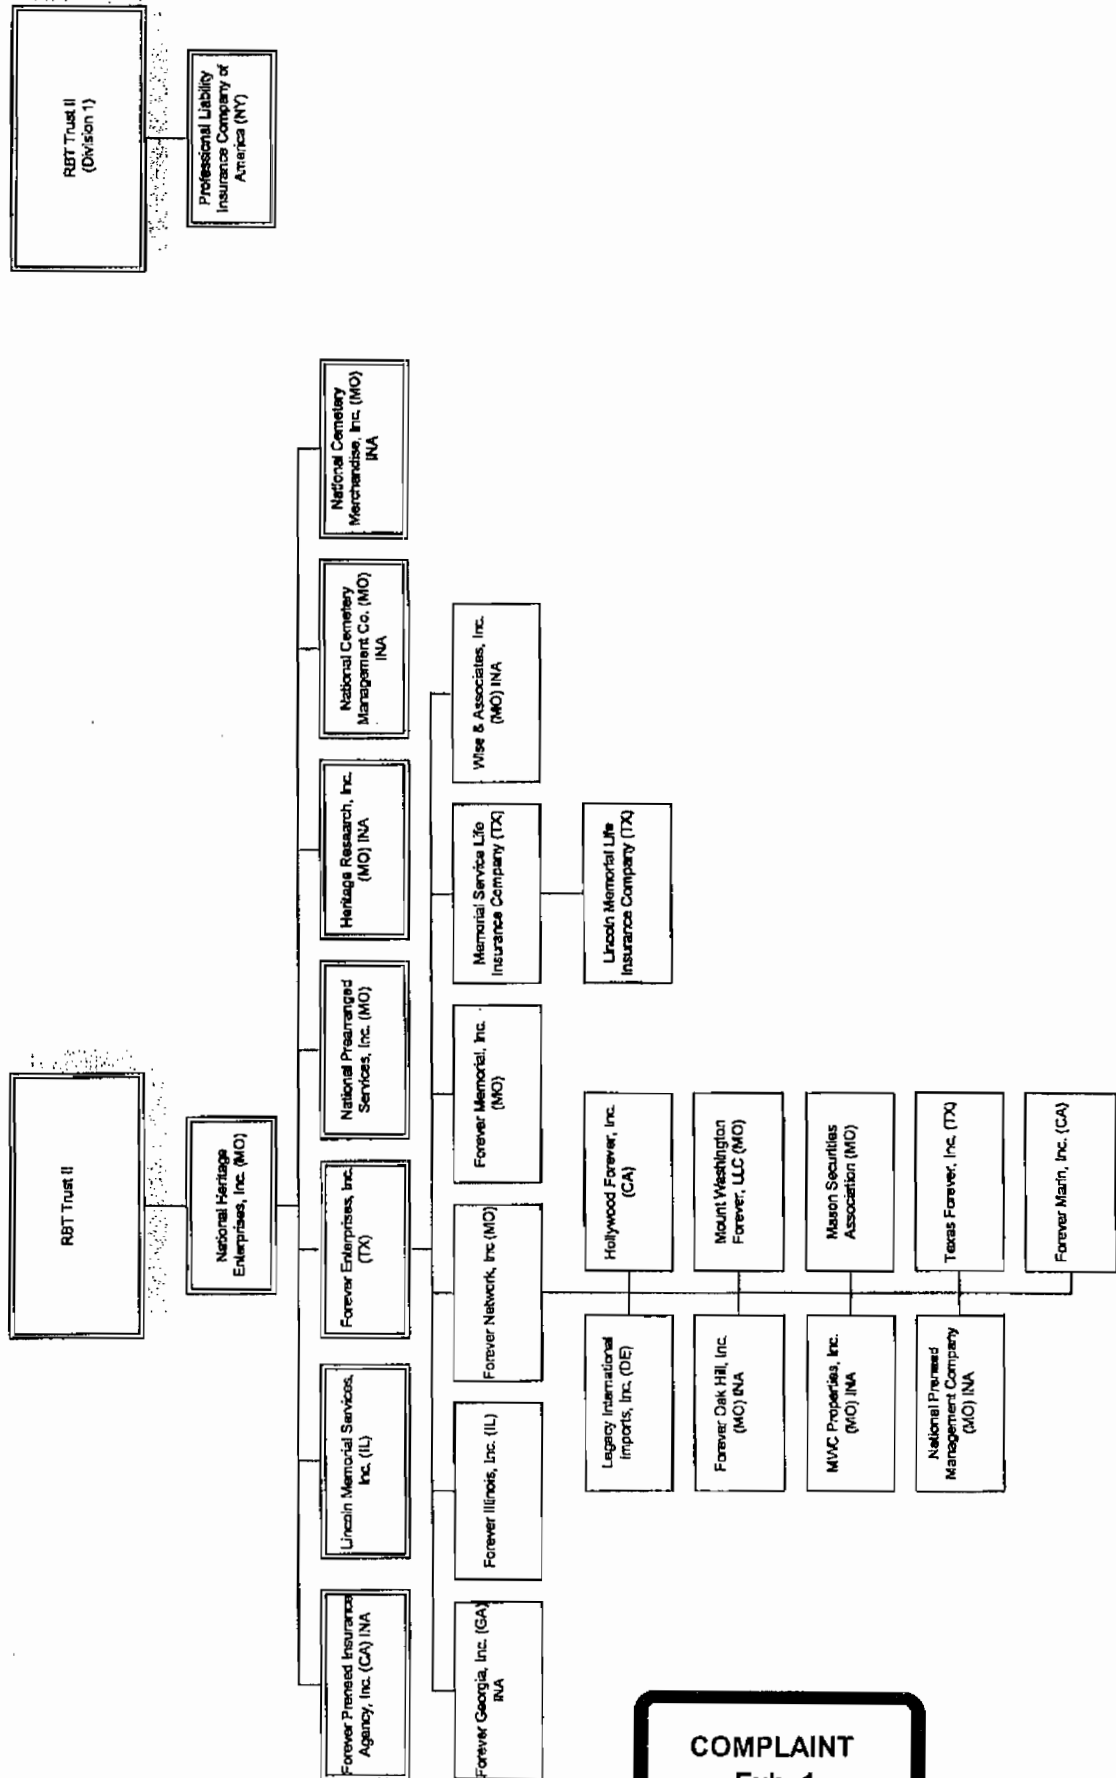 RBT Trust II
(Division 1)
Professional Liability
Insurance Company of
America (NY)
RBT Trust II
National Heritage
Enterprises, Inc. (MO)
Forever Preneed Insurance
Agency, Inc. (CA) INA
Lincoln Memorial Services,
Inc. (IL)
Forever Enterprises, Inc.
(TX)
National Prearranged
Services, Inc. (MO)
Heritage Research, Inc.
(MO) INA
National Cemetery
Management Co. (MO)
INA
National Cemetery
Merchandise, Inc. (MO)
INA
Forever Georgia, Inc. (GA)
INA
Forever Illinois, Inc. (IL)
Forever Network, Inc (MO)
Forever Memorial, Inc.
(MO)
Memorial Service Life
Insurance Company (TX)
Wise & Associates, Inc.
(MO) INA
Lincoln Memorial Life
Insurance Company (TX)
Legacy International
Imports, Inc. (DE)
Hollywood Forever, Inc.
(CA)
Forever Oak Hill, Inc.
(MO) INA
Mount Washington
Forever, LLC (MO)
MWC Properties, Inc.
(MO) INA
Mason Securities
Association (MO)
National Preneed
Management Company
(MO) INA
Texas Forever, Inc. (TX)
Forever Marin, Inc. (CA)
COMPLAINT
Exh. 1